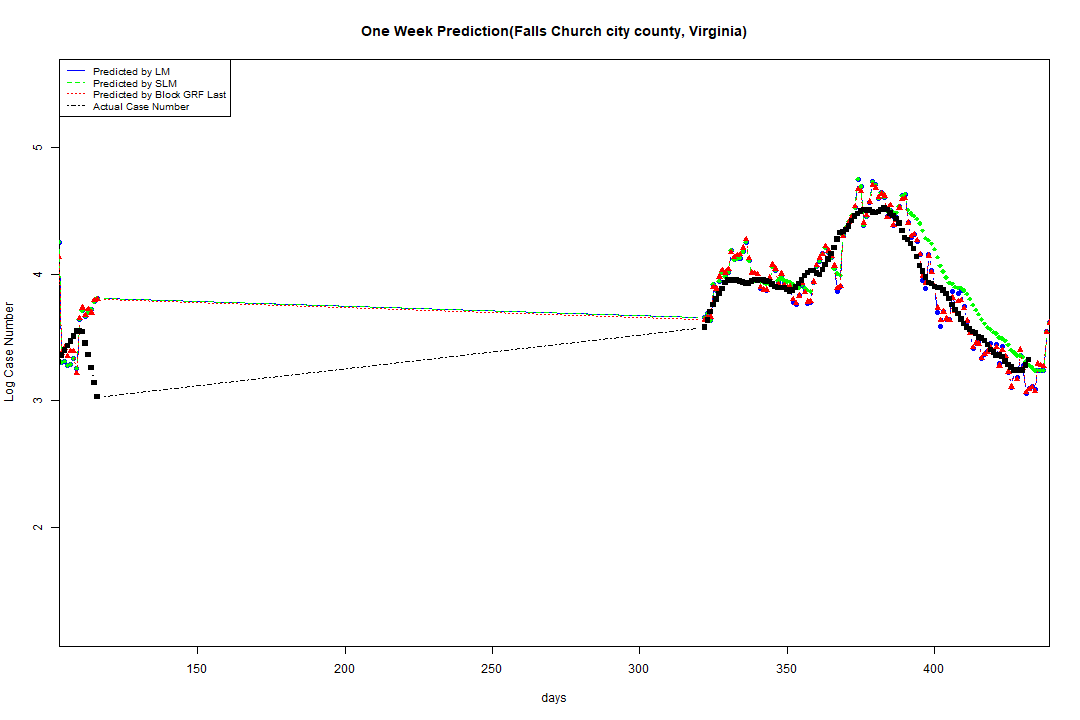 One Week Prediction(Falls Church city county, Virginia)
Predicted by LM
Predicted by SLM
Predicted by Block GRF Last
Actual Case Number
5
4
3
2
Log Case Number
150 200 250 300 350 400
days